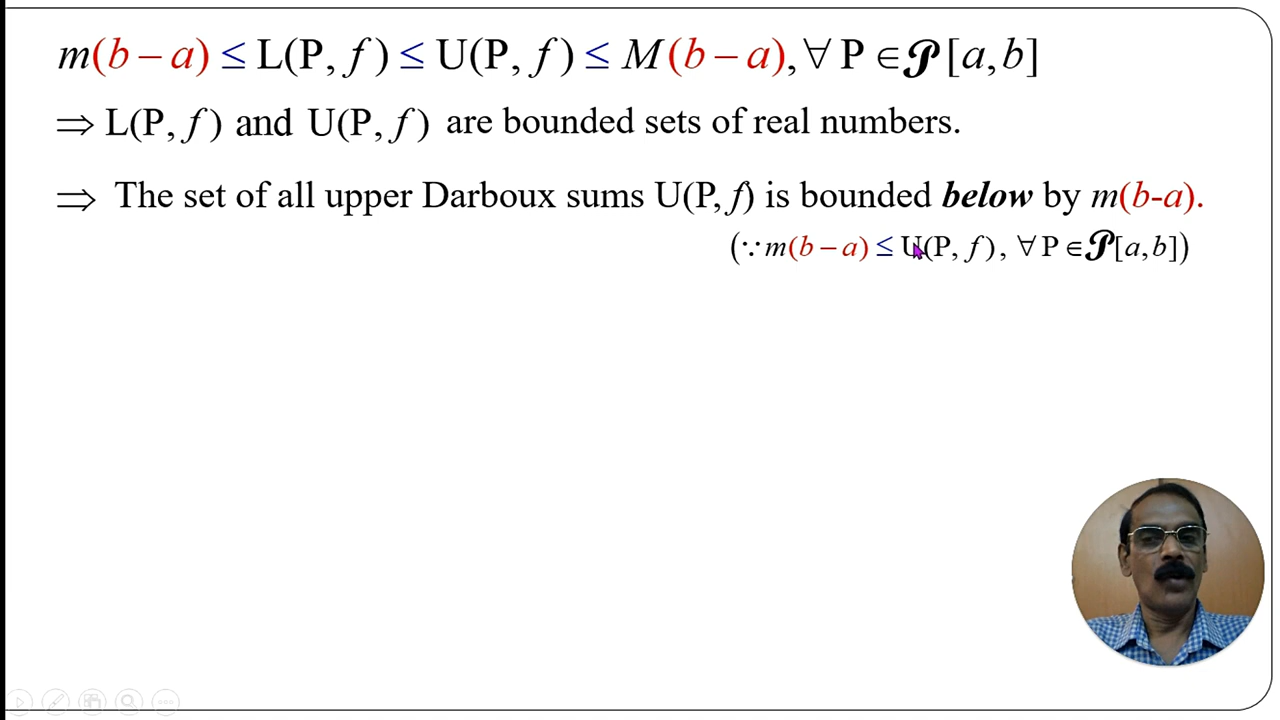 m(b − a) ≤ L(P, f) ≤ U(P, f) ≤ M(b − a), ∀ P ∈ 𝓟[a, b]
⇒ L(P, f) and U(P, f) are bounded sets of real numbers.
⇒ The set of all upper Darboux sums U(P, f) is bounded below by m(b-a).
(∵ m(b − a) ≤ U(P, f), ∀ P ∈ 𝓟[a, b])